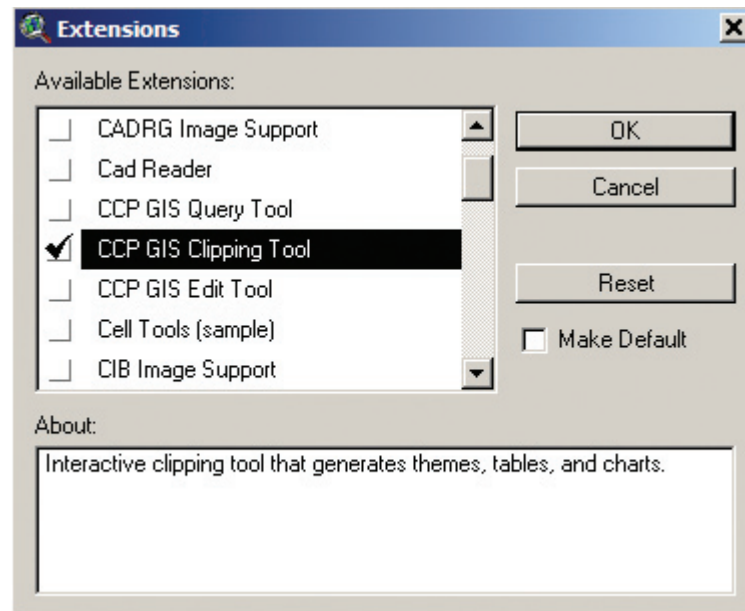 Extensions
Available Extensions:
CADRG Image Support
Cad Reader
CCP GIS Query Tool
CCP GIS Clipping Tool
CCP GIS Edit Tool
Cell Tools (sample)
CIB Image Support
OK
Cancel
Reset
Make Default
About:
Interactive clipping tool that generates themes, tables, and charts.